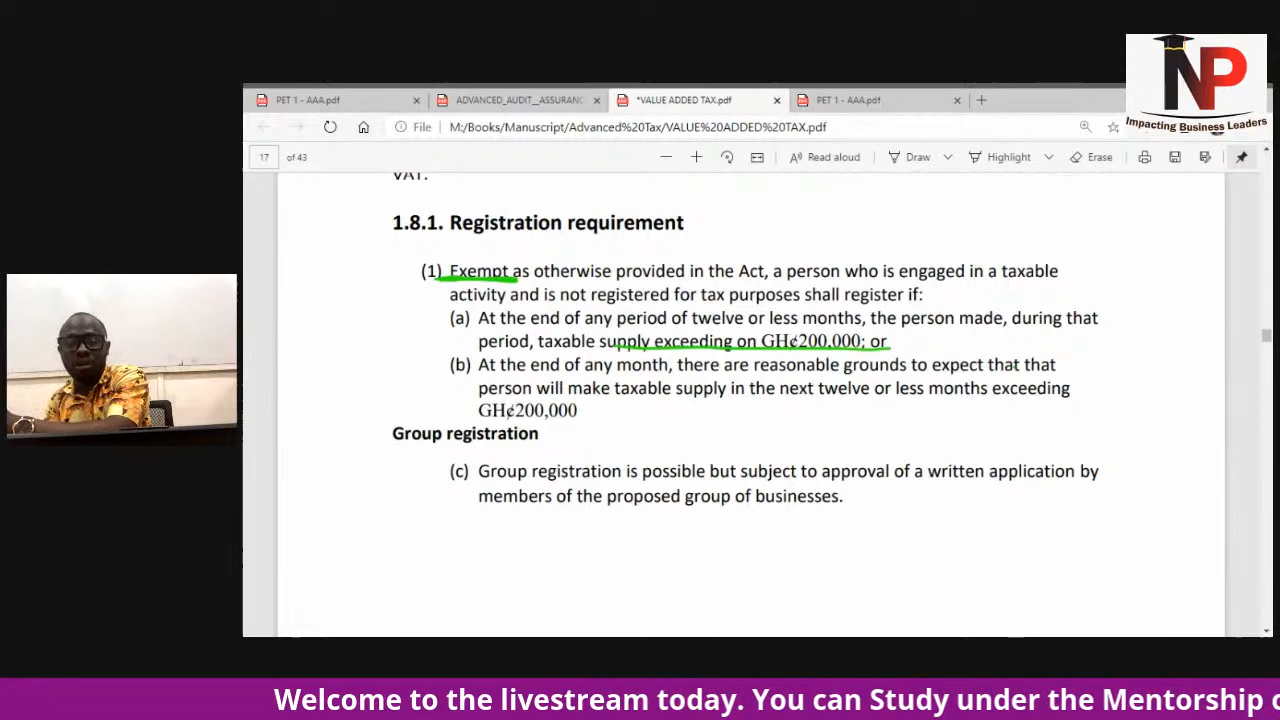 NP
Impacting Business Leaders
PET 1 - AAA.pdf
ADVANCED_AUDIT__ASSURANC
*VALUE ADDED TAX.pdf
PET 1 - AAA.pdf
File
M:/Books/Manuscript/Advanced%20Tax/VALUE%20ADDED%20TAX.pdf
17 of 43
Read aloud
Draw
Highlight
Erase
VAT.
1.8.1. Registration requirement
(1) Exempt as otherwise provided in the Act, a person who is engaged in a taxable
activity and is not registered for tax purposes shall register if:
(a) At the end of any period of twelve or less months, the person made, during that
period, taxable supply exceeding on GH¢200,000; or
(b) At the end of any month, there are reasonable grounds to expect that that
person will make taxable supply in the next twelve or less months exceeding
GH¢200,000
Group registration
(c) Group registration is possible but subject to approval of a written application by
members of the proposed group of businesses.
Welcome to the livestream today. You can Study under the Mentorship